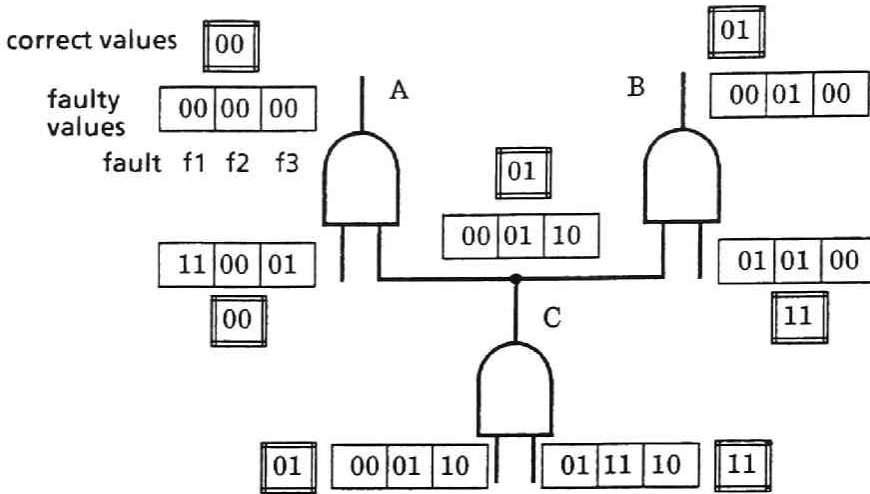 correct values 00
01
faulty values 00 00 00
A
B
00 01 00
fault f1 f2 f3
01
00 01 10
11 00 01
01 01 00
00
C
11
01 00 01 10
01 11 10 11